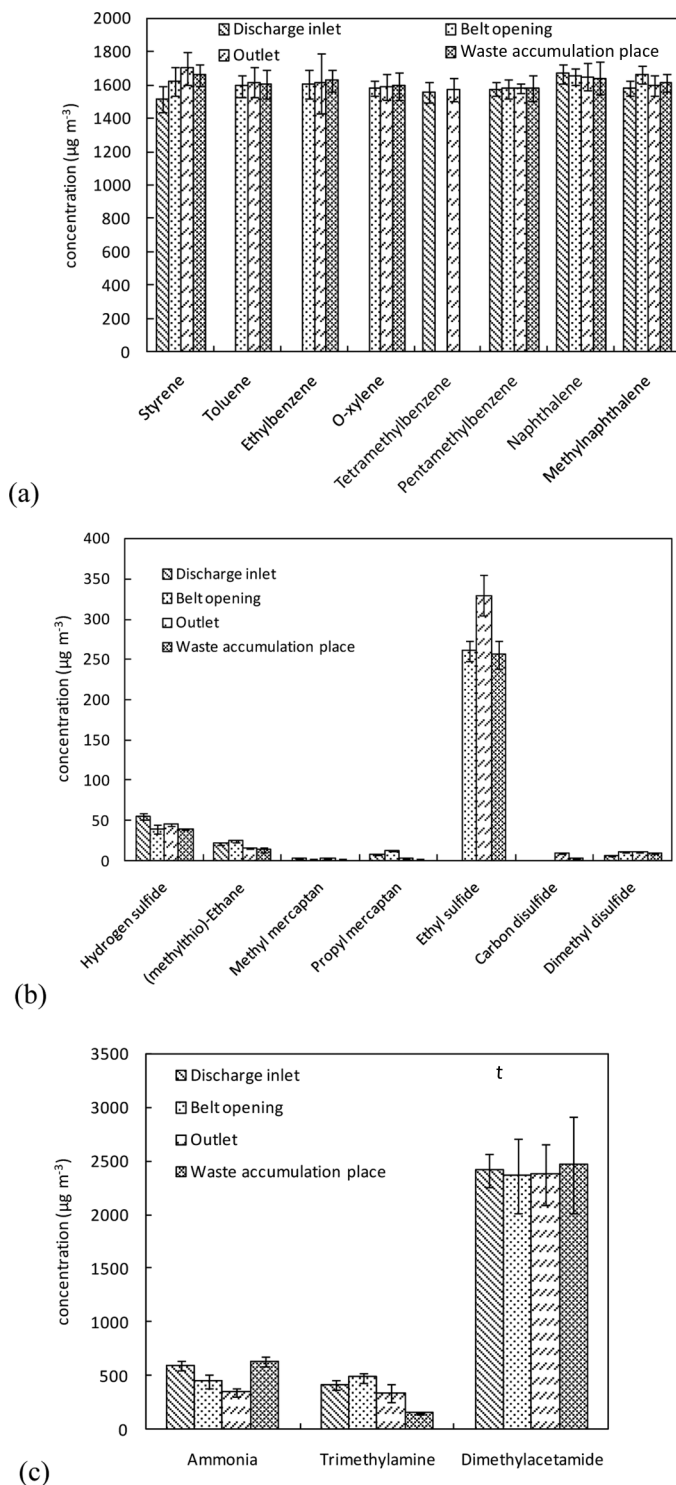 2000
1800
1600
1400
1200
1000
800
600
400
200
0
concentration (µg m⁻³)
Discharge inlet
Belt opening
Outlet
Waste accumulation place
Styrene
Toluene
Ethylbenzene
O-xylene
Tetramethylbenzene
Pentamethylbenzene
Naphthalene
Methylnaphthalene
(a)
400
350
300
250
200
150
100
50
0
concentration (µg m⁻³)
Discharge inlet
Belt opening
Outlet
Waste accumulation place
Hydrogen sulfide
(methylthio)-Ethane
Methyl mercaptan
Propyl mercaptan
Ethyl sulfide
Carbon disulfide
Dimethyl disulfide
(b)
3500
3000
2500
2000
1500
1000
500
0
concentration (µg m⁻³)
Discharge inlet
Belt opening
Outlet
Waste accumulation place
t
Ammonia
Trimethylamine
Dimethylacetamide
(c)